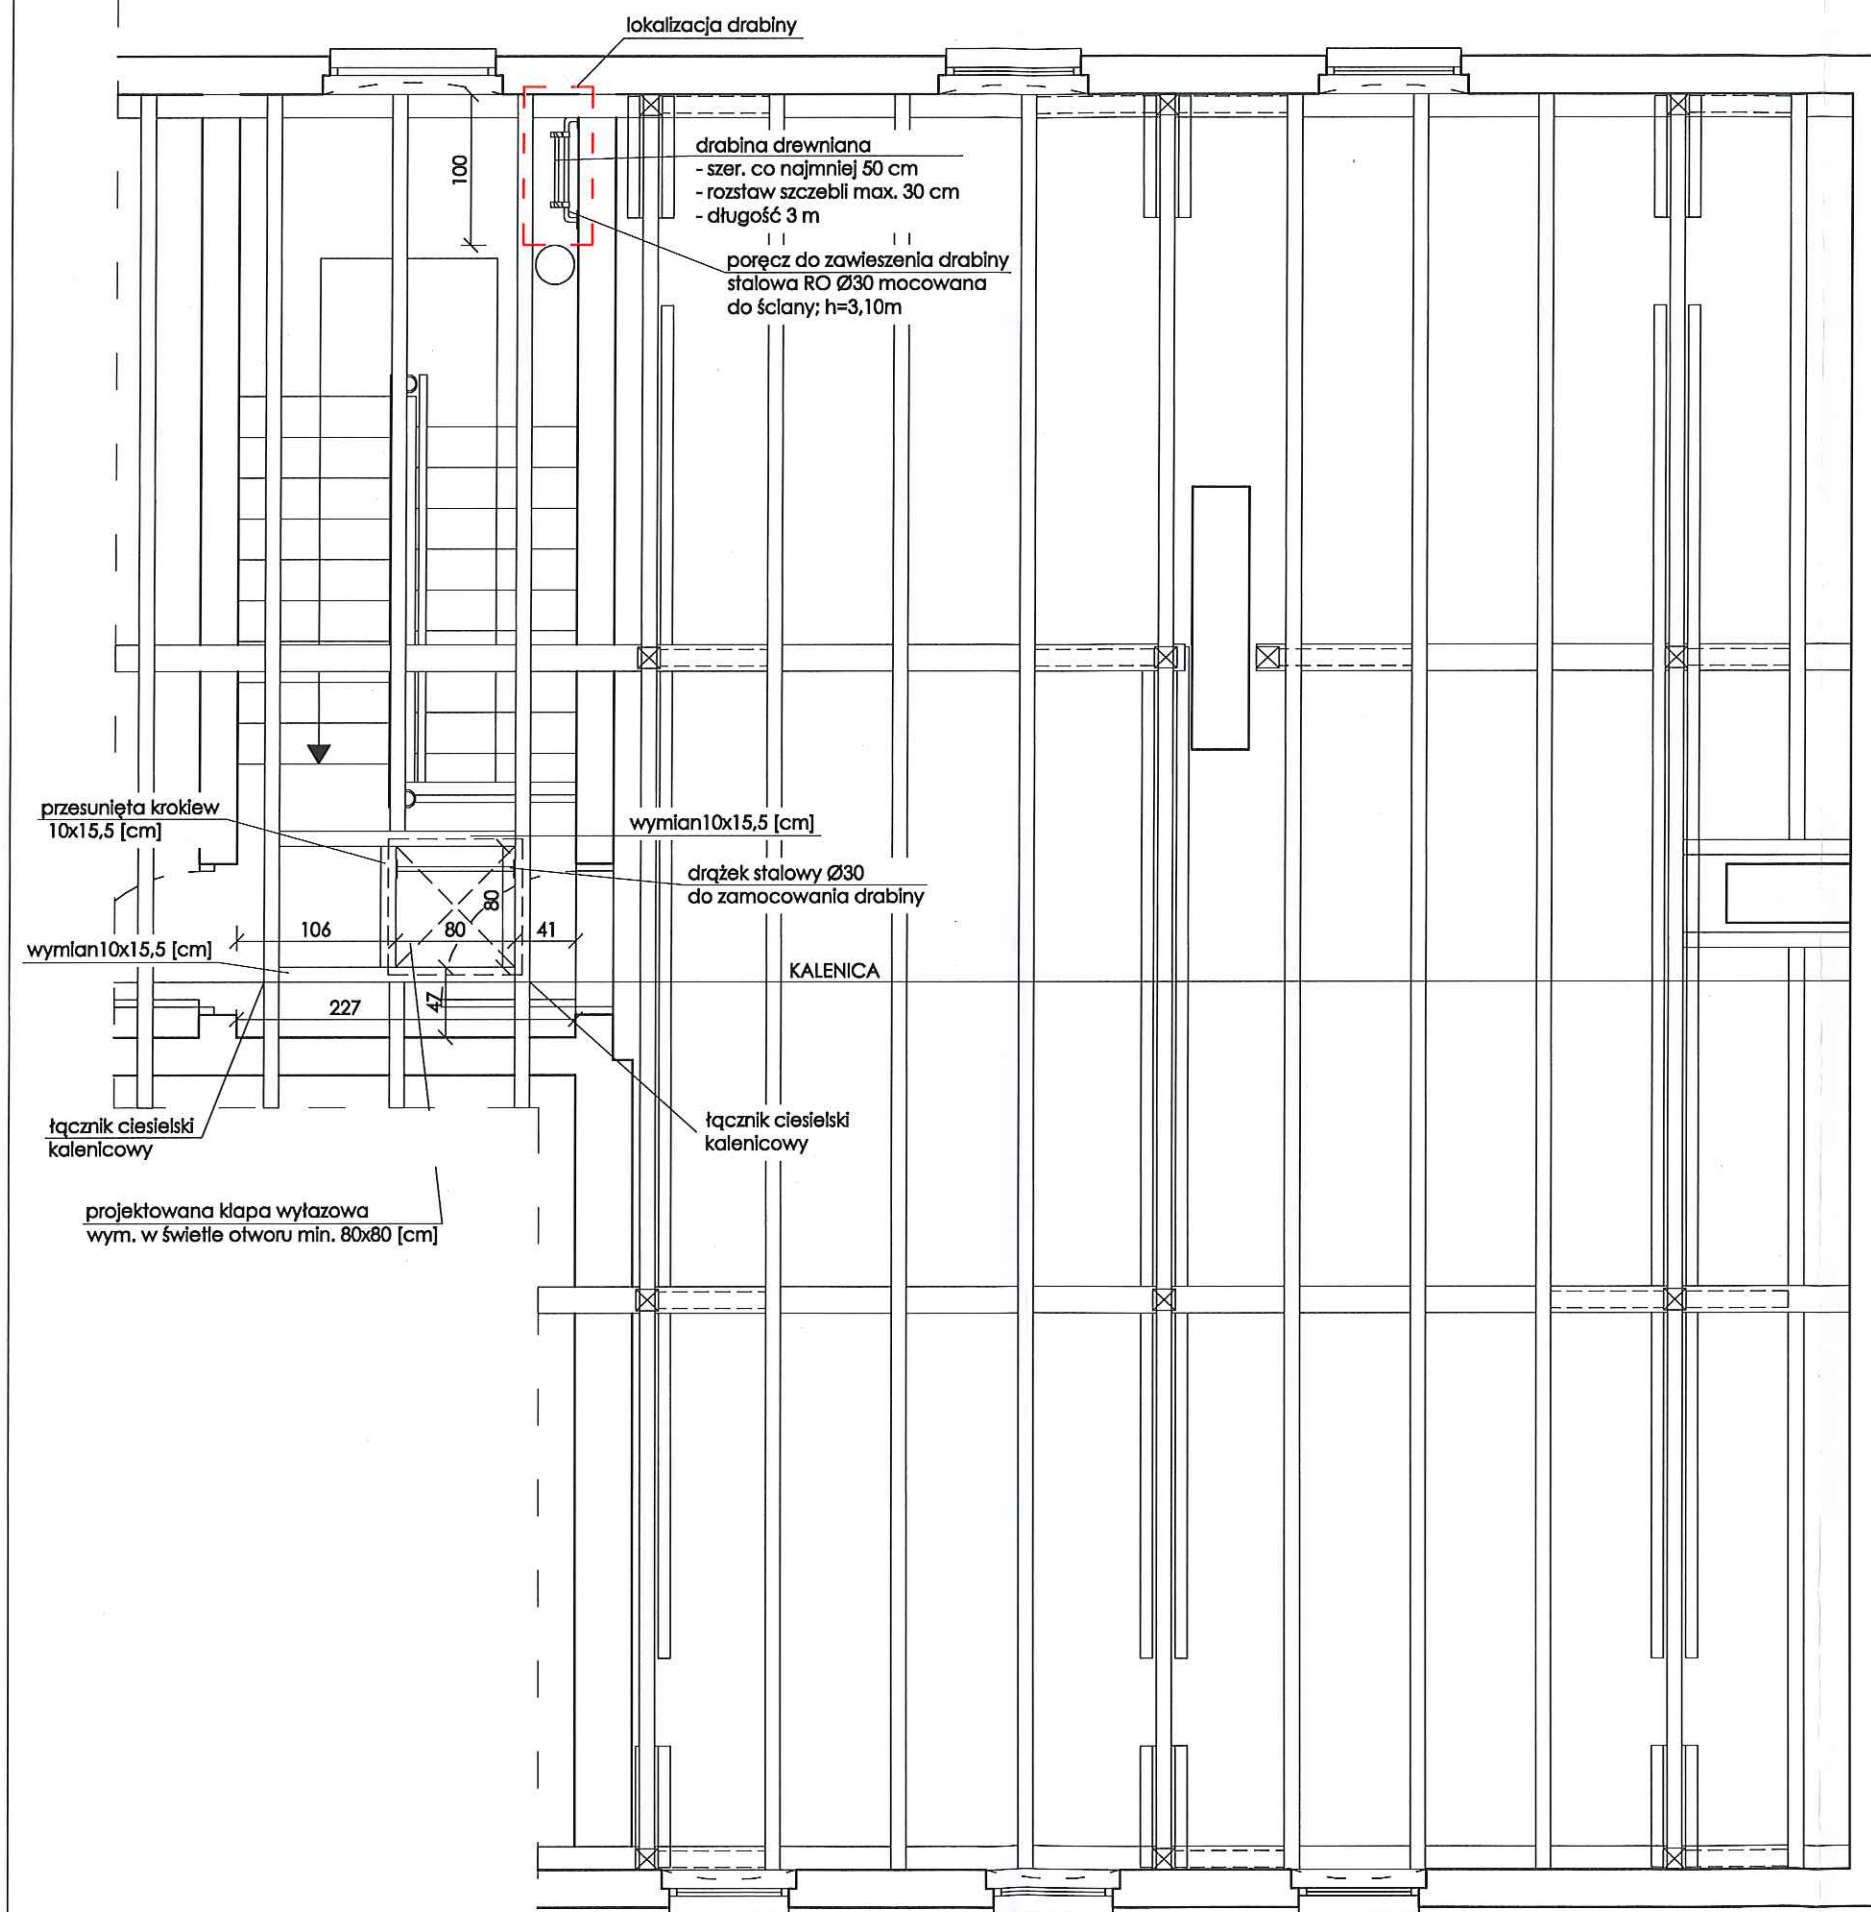 lokalizacja drabiny
drabina drewniana
- szer. co najmniej 50 cm
- rozstaw szczebli max. 30 cm
- długość 3 m
100
poręcz do zawieszenia drabiny
stalowa RO Ø30 mocowana
do ściany; h=3,10m
przesunięta krokiew
10x15,5 [cm]
wymian10x15,5 [cm]
drążek stalowy Ø30
do zamocowania drabiny
80
106
80
41
wymian10x15,5 [cm]
KALENICA
227
47
łącznik ciesielski
kalenicowy
łącznik ciesielski
kalenicowy
projektowana klapa wyłazowa
wym. w świetle otworu min. 80x80 [cm]